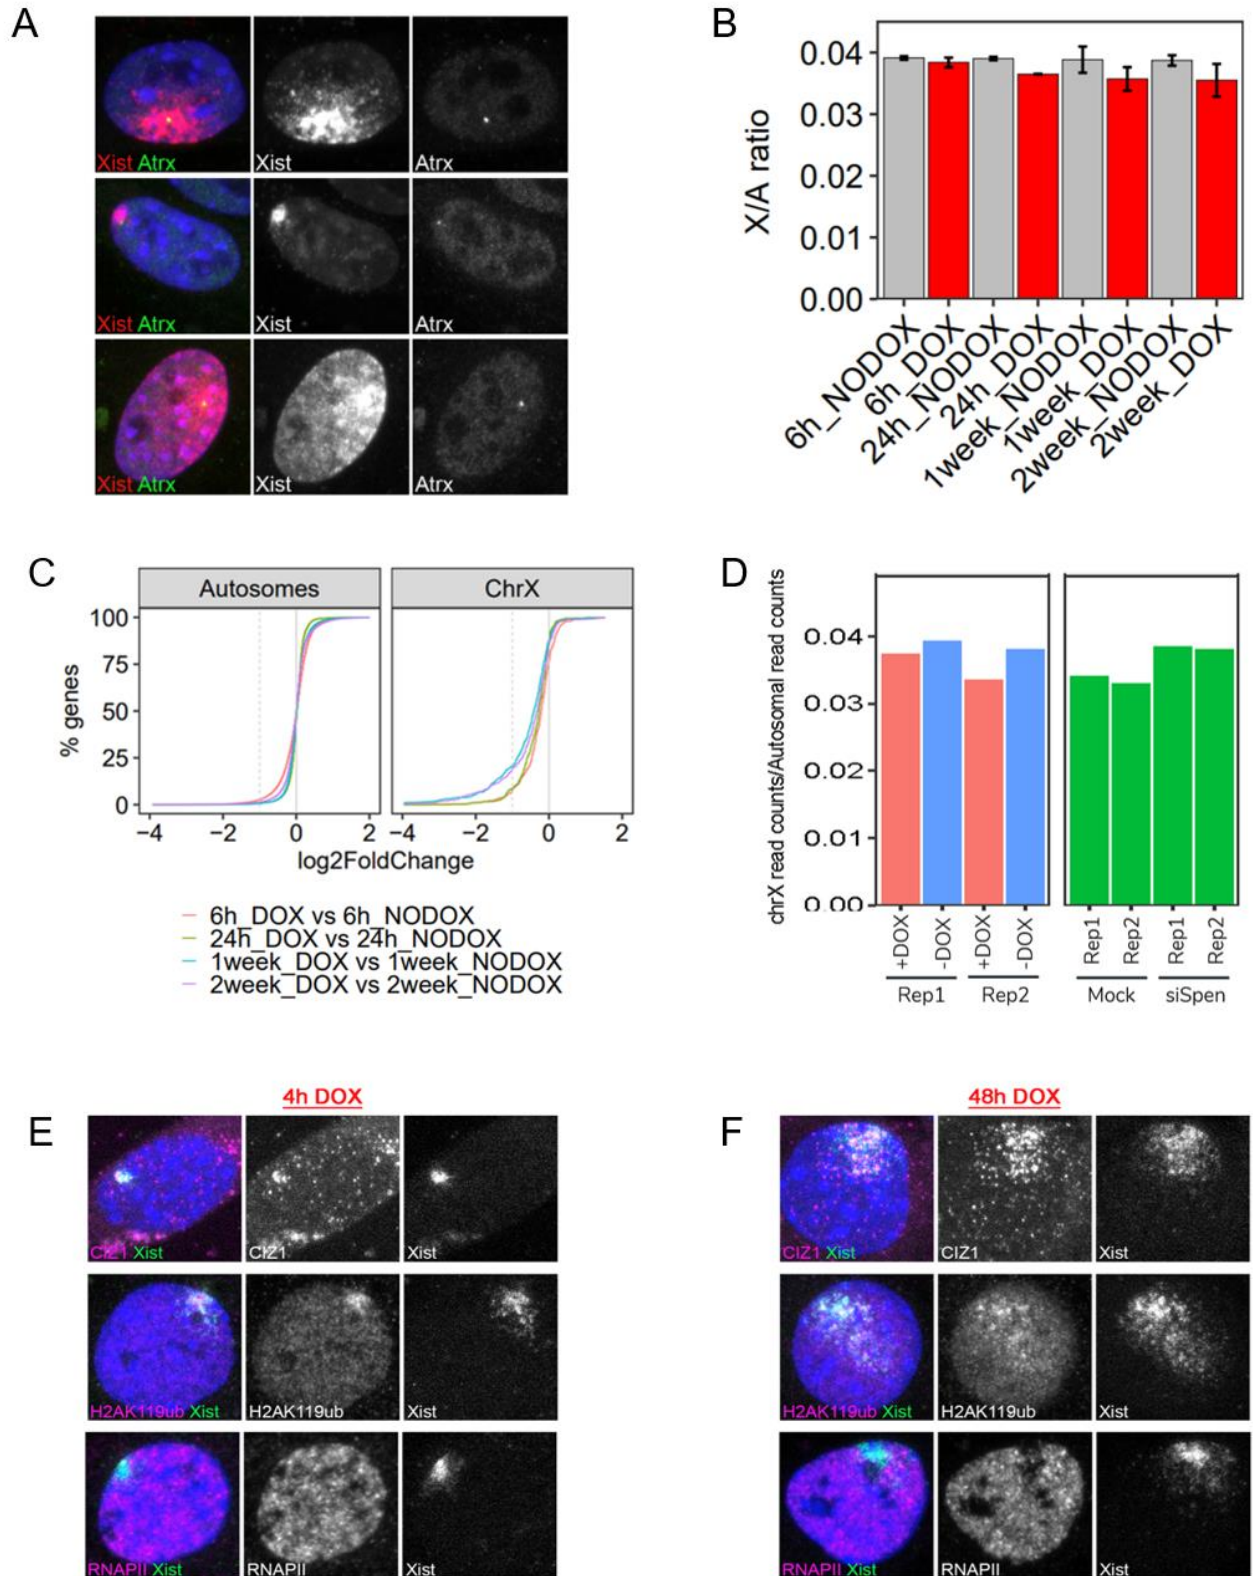 A
Xist Atrx
Xist
Atrx
Xist Atrx
Xist
Atrx
Xist Atrx
Xist
Atrx
B
X/A ratio
0.04
0.03
0.02
0.01
0.00
6h_NODOX
6h_DOX
24h_NODOX
24h_DOX
1week_NODOX
1week_DOX
2week_NODOX
2week_DOX
C
Autosomes
ChrX
% genes
100
75
50
25
0
−4 −2 0 2
−4 −2 0 2
log2FoldChange
6h_DOX vs 6h_NODOX
24h_DOX vs 24h_NODOX
1week_DOX vs 1week_NODOX
2week_DOX vs 2week_NODOX
D
chrX read counts/Autosomal read counts
0.04
0.03
0.02
0.01
0.00
+DOX
-DOX
+DOX
-DOX
Rep1
Rep2
Rep1
Rep2
Rep1
Rep2
Mock
siSpen
E
4h DOX
CIZ1 Xist
CIZ1
Xist
H2AK119ub Xist
H2AK119ub
Xist
RNAPII Xist
RNAPII
Xist
F
48h DOX
CIZ1 Xist
CIZ1
Xist
H2AK119ub Xist
H2AK119ub
Xist
RNAPII Xist
RNAPII
Xist